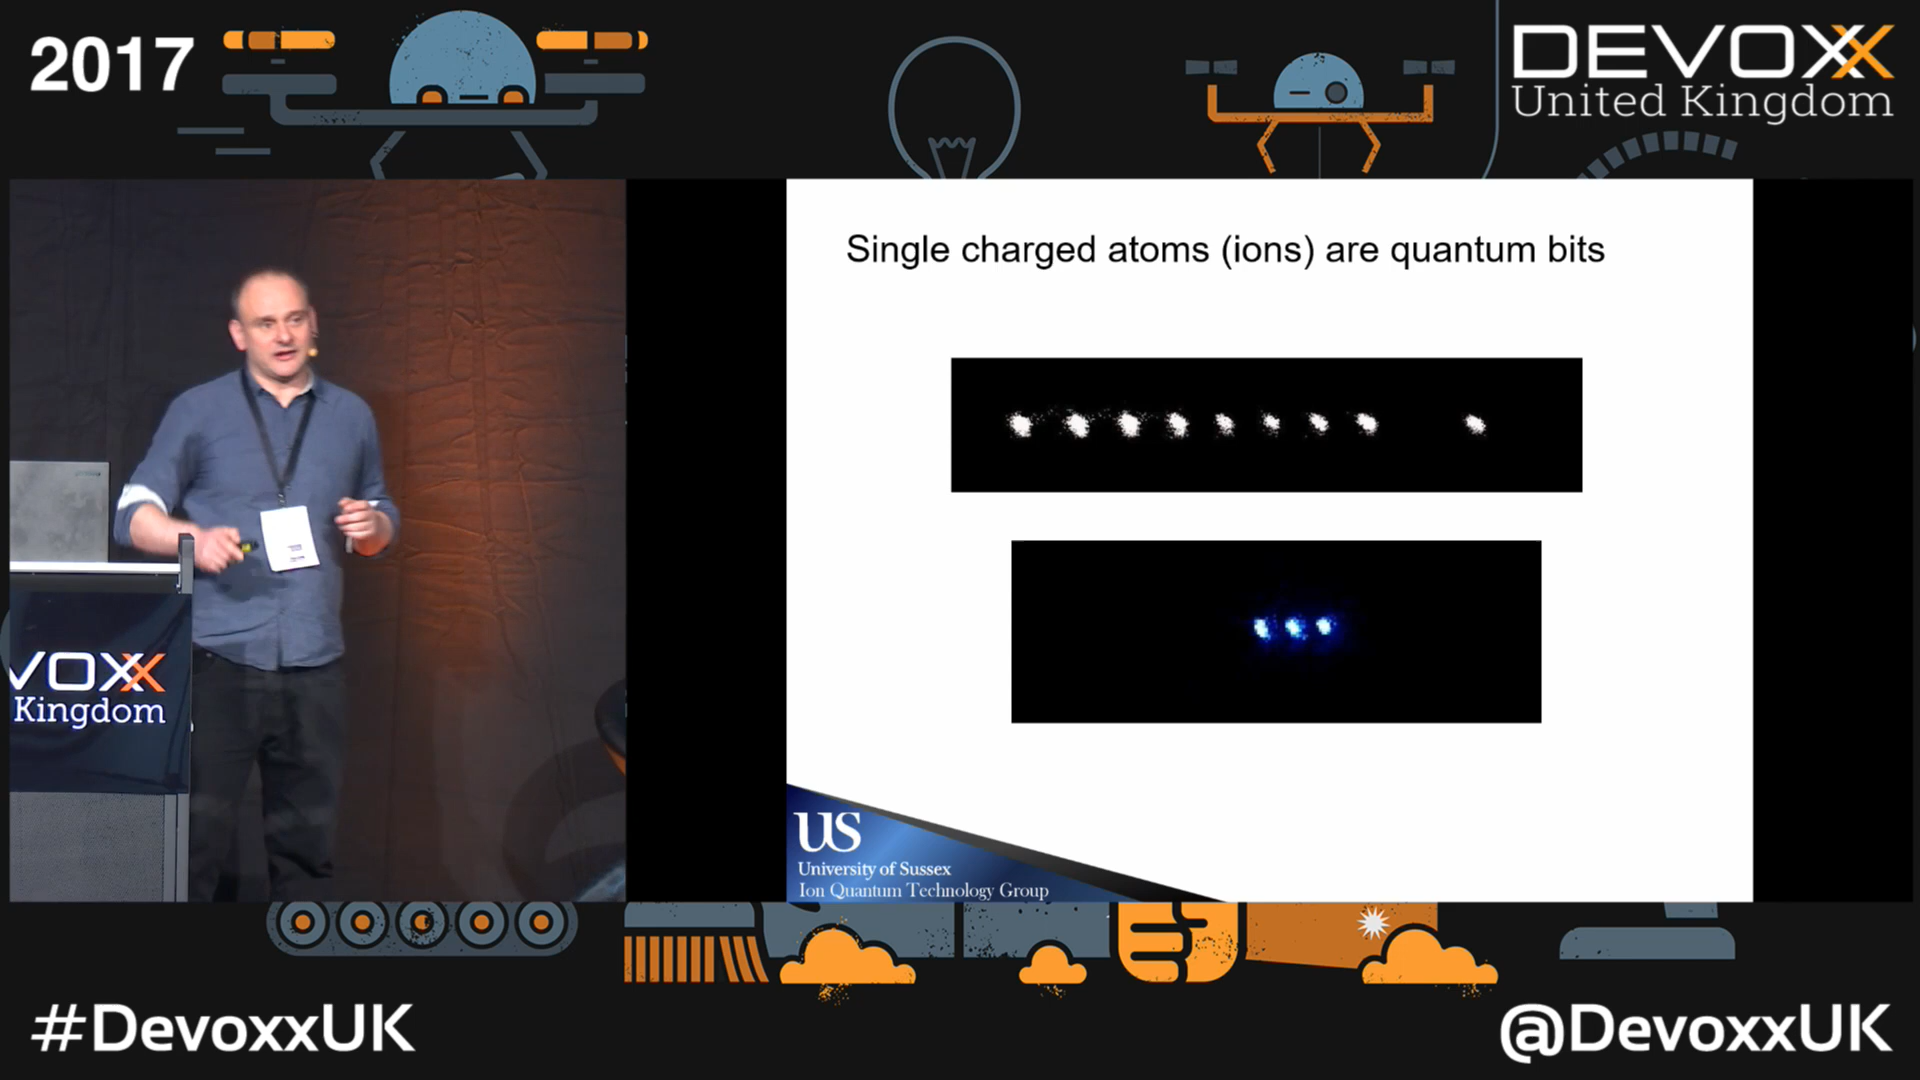 2017
DEVOXX
United Kingdom
Single charged atoms (ions) are quantum bits
VOXX
Kingdom
US
University of Sussex
Ion Quantum Technology Group
#DevoxxUK
@DevoxxUK